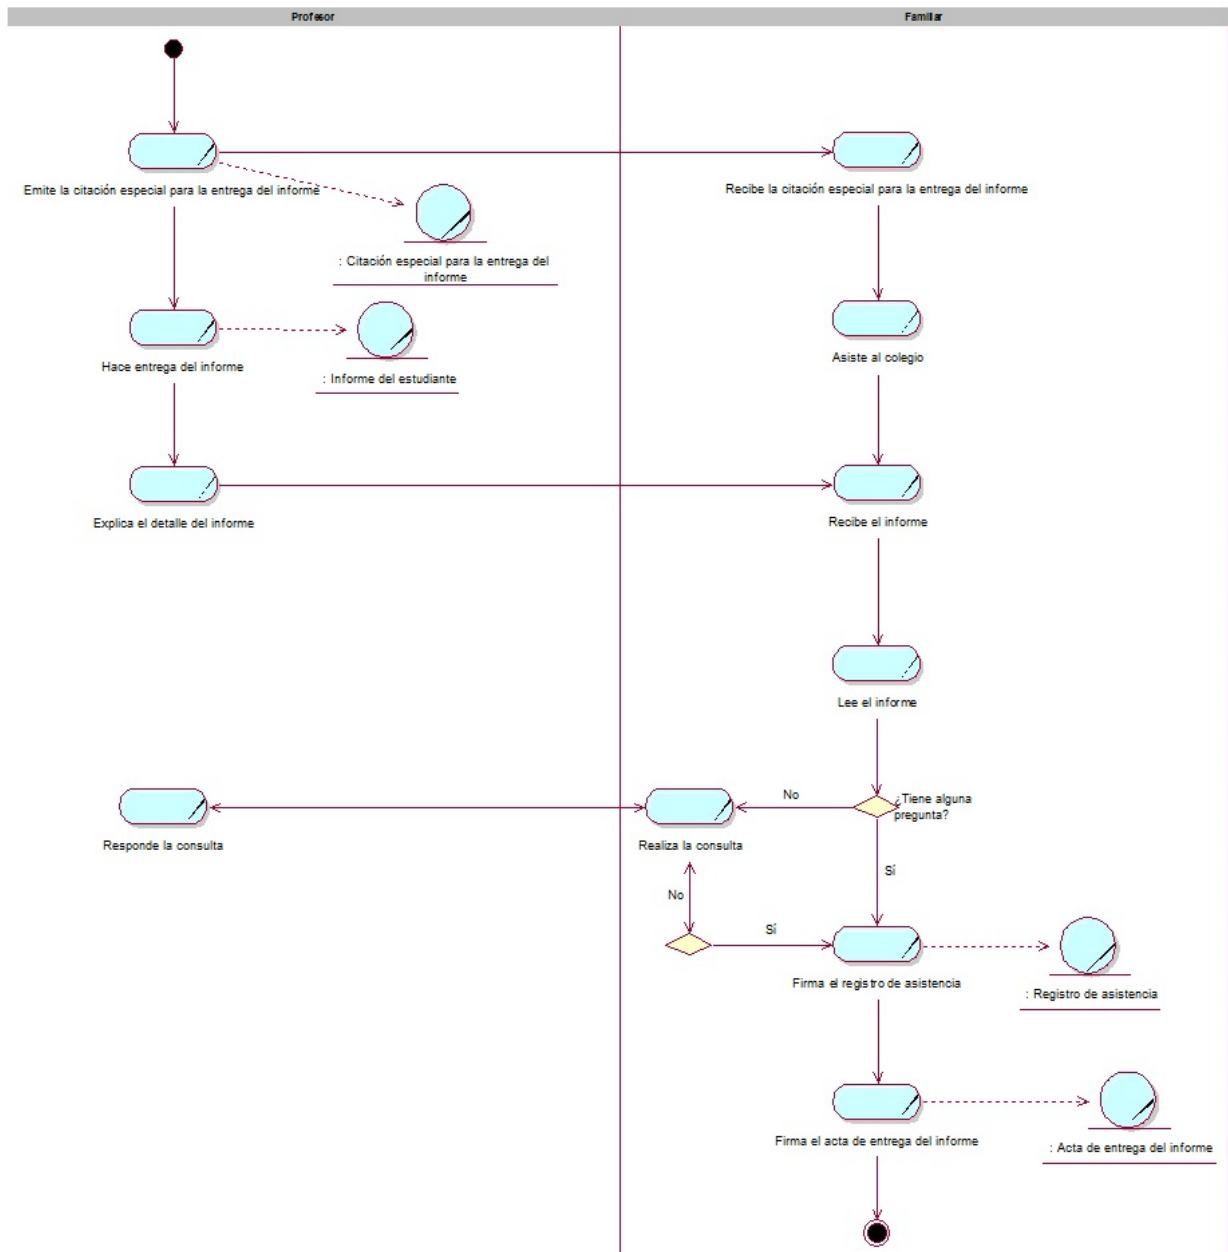 Profesor
Familiar
Emite la citación especial para la entrega del informe
Recibe la citación especial para la entrega del informe
: Citación especial para la entrega del
informe
Hace entrega del informe
: Informe del estudiante
Asiste al colegio
Explica el detalle del informe
Recibe el informe
Lee el informe
No
¿Tiene alguna
pregunta?
Responde la consulta
Realiza la consulta
Sí
No
Sí
Firma el registro de asistencia
: Registro de asistencia
Firma el acta de entrega del informe
: Acta de entrega del informe